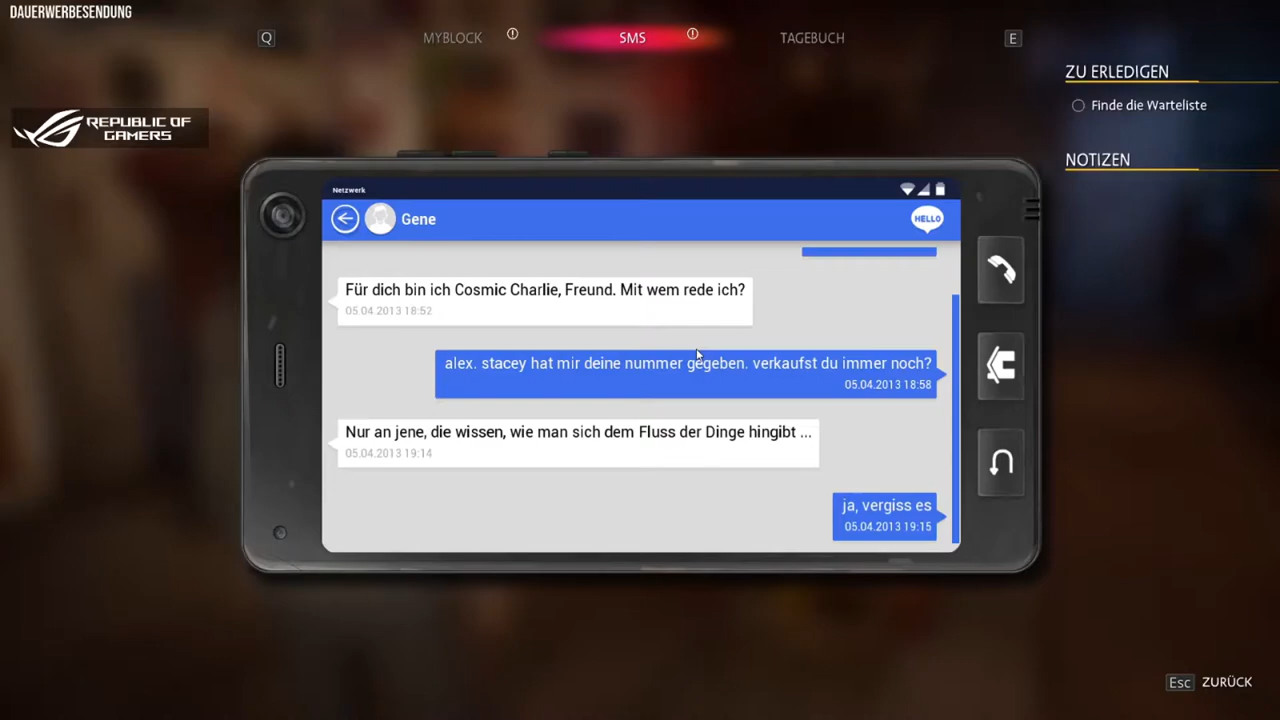 DAUERWERBESENDUNG
Q
MYBLOCK
SMS
TAGEBUCH
E
ZU ERLEDIGEN
Finde die Warteliste
NOTIZEN
REPUBLIC OF
GAMERS
Netzwerk
Gene
HELLO
Für dich bin ich Cosmic Charlie, Freund. Mit wem rede ich?
05.04 2013 18:52
alex. stacey hat mir deine nummer gegeben. verkaufst du immer noch?
05.04.2013 18:58
Nur an jene, die wissen, wie man sich dem Fluss der Dinge hingibt ...
05.04.2013 19:14
ja, vergiss es
05.04.2013 19:15
Esc ZURÜCK